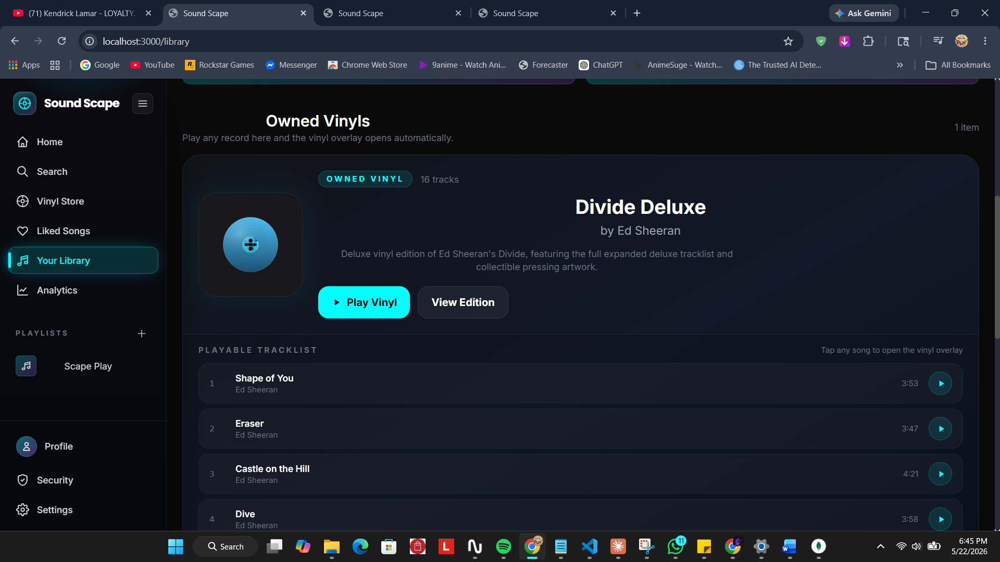 (71) Kendrick Lamar - LOYALTY.
Sound Scape
Sound Scape
Sound Scape
Ask Gemini
localhost:3000/library
Apps
Google
YouTube
Rockstar Games
Messenger
Chrome Web Store
9anime - Watch Ani...
Forecaster
ChatGPT
AnimeSuge - Watch...
The Trusted AI Dete...
All Bookmarks
Sound Scape
Home
Search
Vinyl Store
Liked Songs
Your Library
Analytics
PLAYLISTS
Scape Play
Profile
Security
Settings
Owned Vinyls
Play any record here and the vinyl overlay opens automatically.
1 item
OWNED VINYL
16 tracks
Divide Deluxe
by Ed Sheeran
Deluxe vinyl edition of Ed Sheeran's Divide, featuring the full expanded deluxe tracklist and
collectible pressing artwork.
Play Vinyl
View Edition
PLAYABLE TRACKLIST
Tap any song to open the vinyl overlay
1
Shape of You
Ed Sheeran
3:53
2
Eraser
Ed Sheeran
3:47
3
Castle on the Hill
Ed Sheeran
4:21
4
Dive
Ed Sheeran
3:58
Search
L
11
W
6:45 PM
5/22/2026